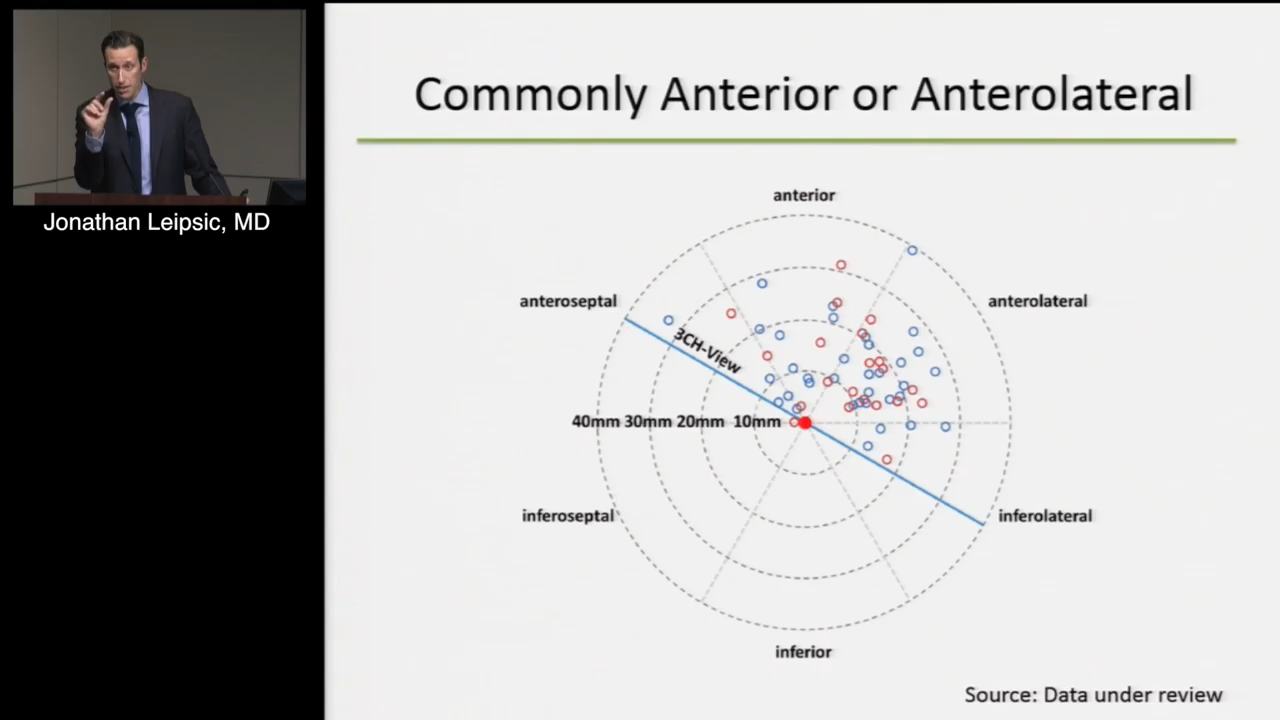 Jonathan Leipsic, MD
Commonly Anterior or Anterolateral
anterior
anteroseptal
anterolateral
3CH-View
40mm 30mm 20mm 10mm
inferoseptal
inferolateral
inferior
Source: Data under review